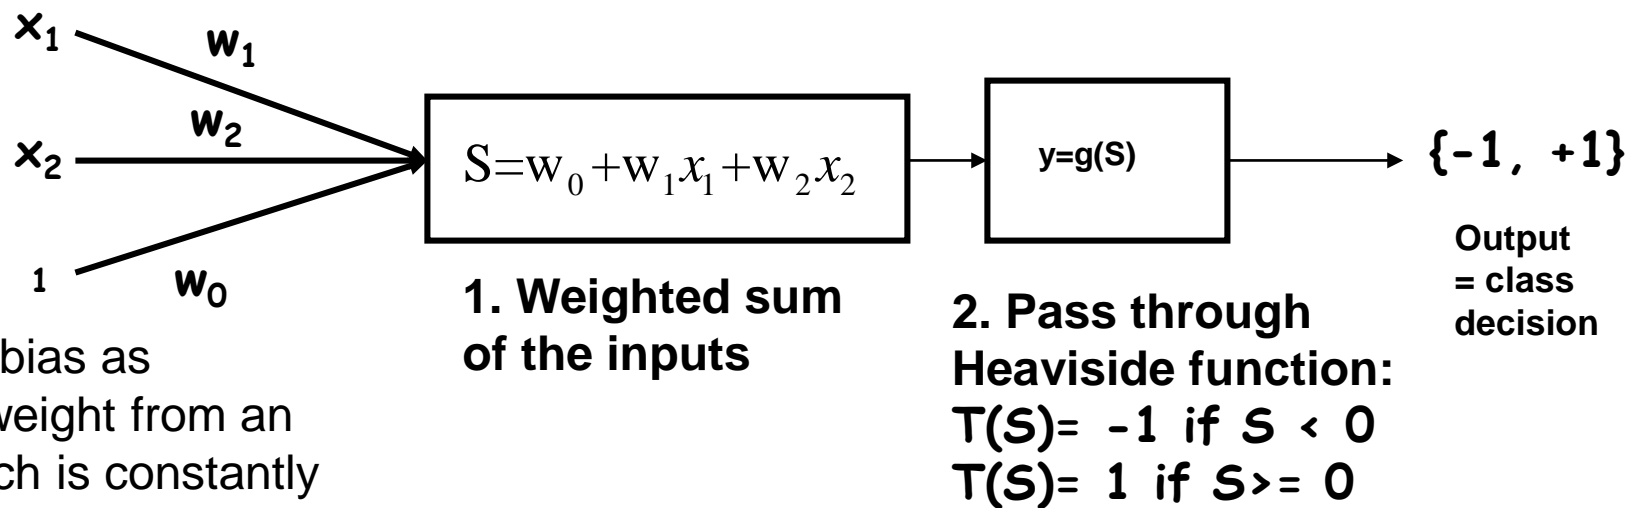 x₁
w₁
w₂
x₂
1
w₀
S=w₀+w₁x₁+w₂x₂
y=g(S)
{-1, +1}
Output
= class
decision
1. Weighted sum
of the inputs
2. Pass through
Heaviside function:
T(S)= -1 if S < 0
T(S)= 1 if S>= 0
bias as
weight from an
ch is constantly